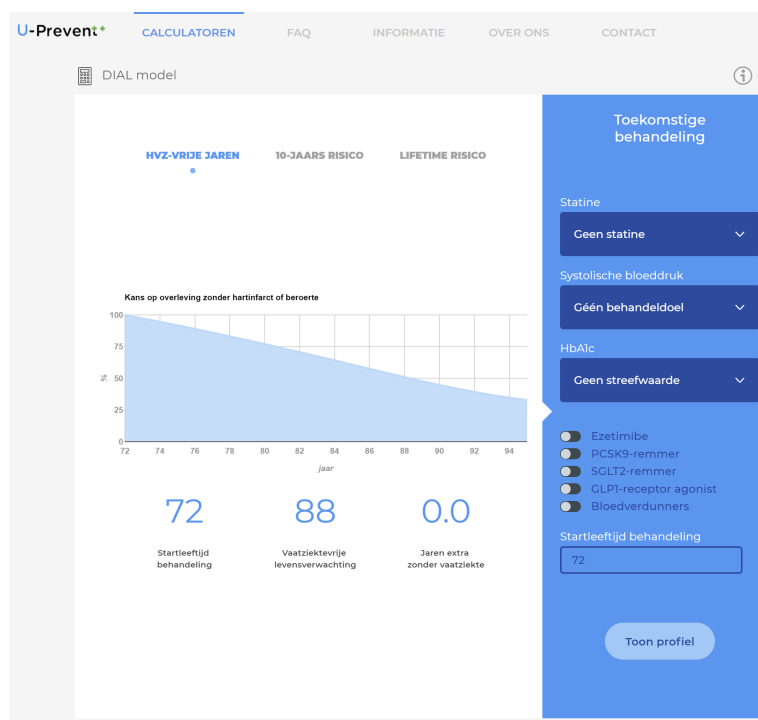 U-Prevent
CALCULATOREN
FAQ
INFORMATIE
OVER ONS
CONTACT
DIAL model
HVZ-VRIJE JAREN
10-JAARS RISICO
LIFETIME RISICO
Kans op overleving zonder hartinfarct of beroerte
100
75
50
25
0
%
72 74 76 78 80 82 84 86 88 90 92 94
jaar
72
Startleeftijd
behandeling
88
Vaatziektevrije
levensverwachting
0.0
Jaren extra
zonder vaatziekte
Toekomstige
behandeling
Statine
Geen statine
Systolische bloeddruk
Géén behandeldoel
HbA1c
Geen streefwaarde
Ezetimibe
PCSK9-remmer
SGLT2-remmer
GLP1-receptor agonist
Bloedverdunners
Startleeftijd behandeling
72
Toon profiel